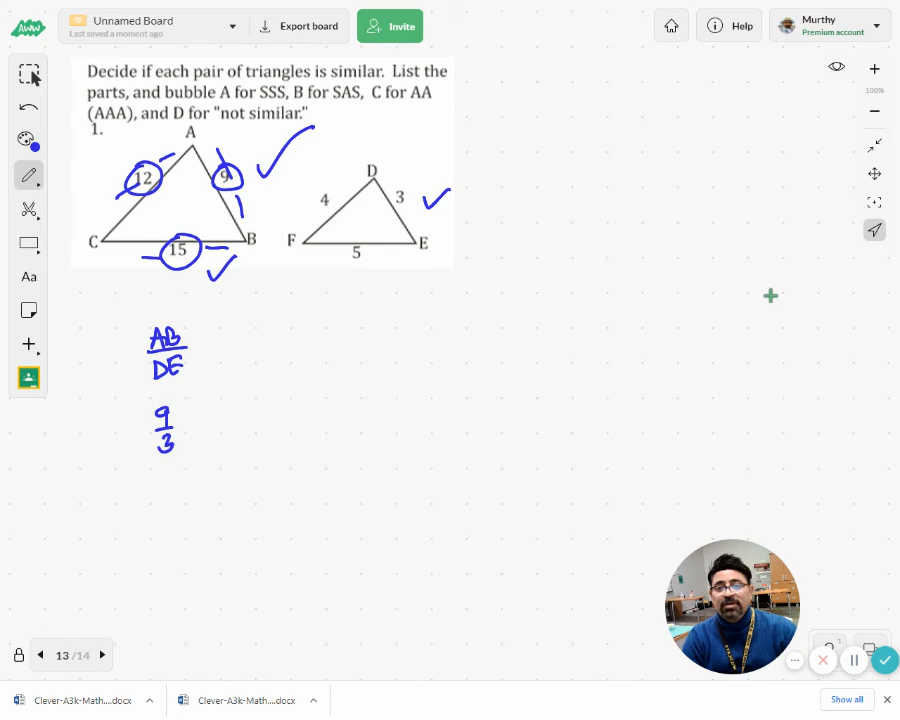 AWW
Unnamed Board
Last saved a moment ago
Export board
Invite
Help
Murthy
Premium account
100%
Decide if each pair of triangles is similar. List the
parts, and bubble A for SSS, B for SAS, C for AA
(AAA), and D for "not similar."
1.
A
12
9
C
B
15
D
4
3
F
E
5
AB
DE
9
3
Aa
13 /14
1
Clever-A3k-Math....docx
Clever-A3k-Math....docx
Show all